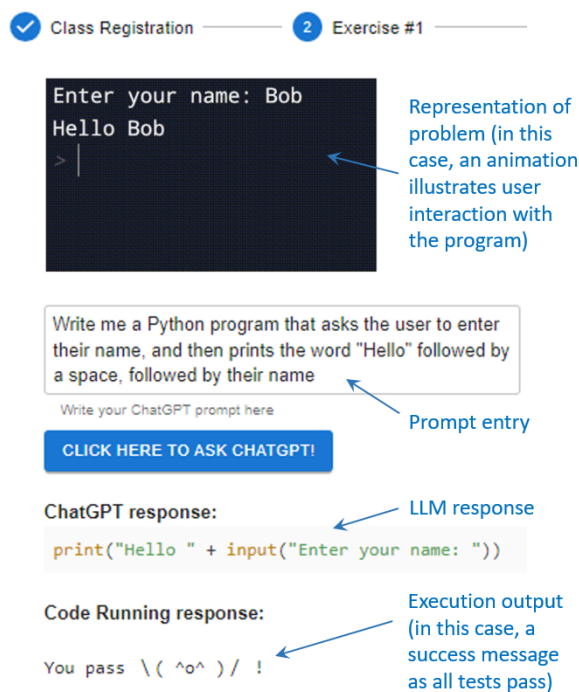 Class Registration
2
Exercise #1
Enter your name: Bob
Hello Bob
>
Representation of
problem (in this
case, an animation
illustrates user
interaction with
the program)
Write me a Python program that asks the user to enter
their name, and then prints the word "Hello" followed by
a space, followed by their name
Write your ChatGPT prompt here
Prompt entry
CLICK HERE TO ASK CHATGPT!
ChatGPT response:
LLM response
print("Hello " + input("Enter your name: "))
Code Running response:
You pass \( ^o^ )/ !
Execution output
(in this case, a
success message
as all tests pass)